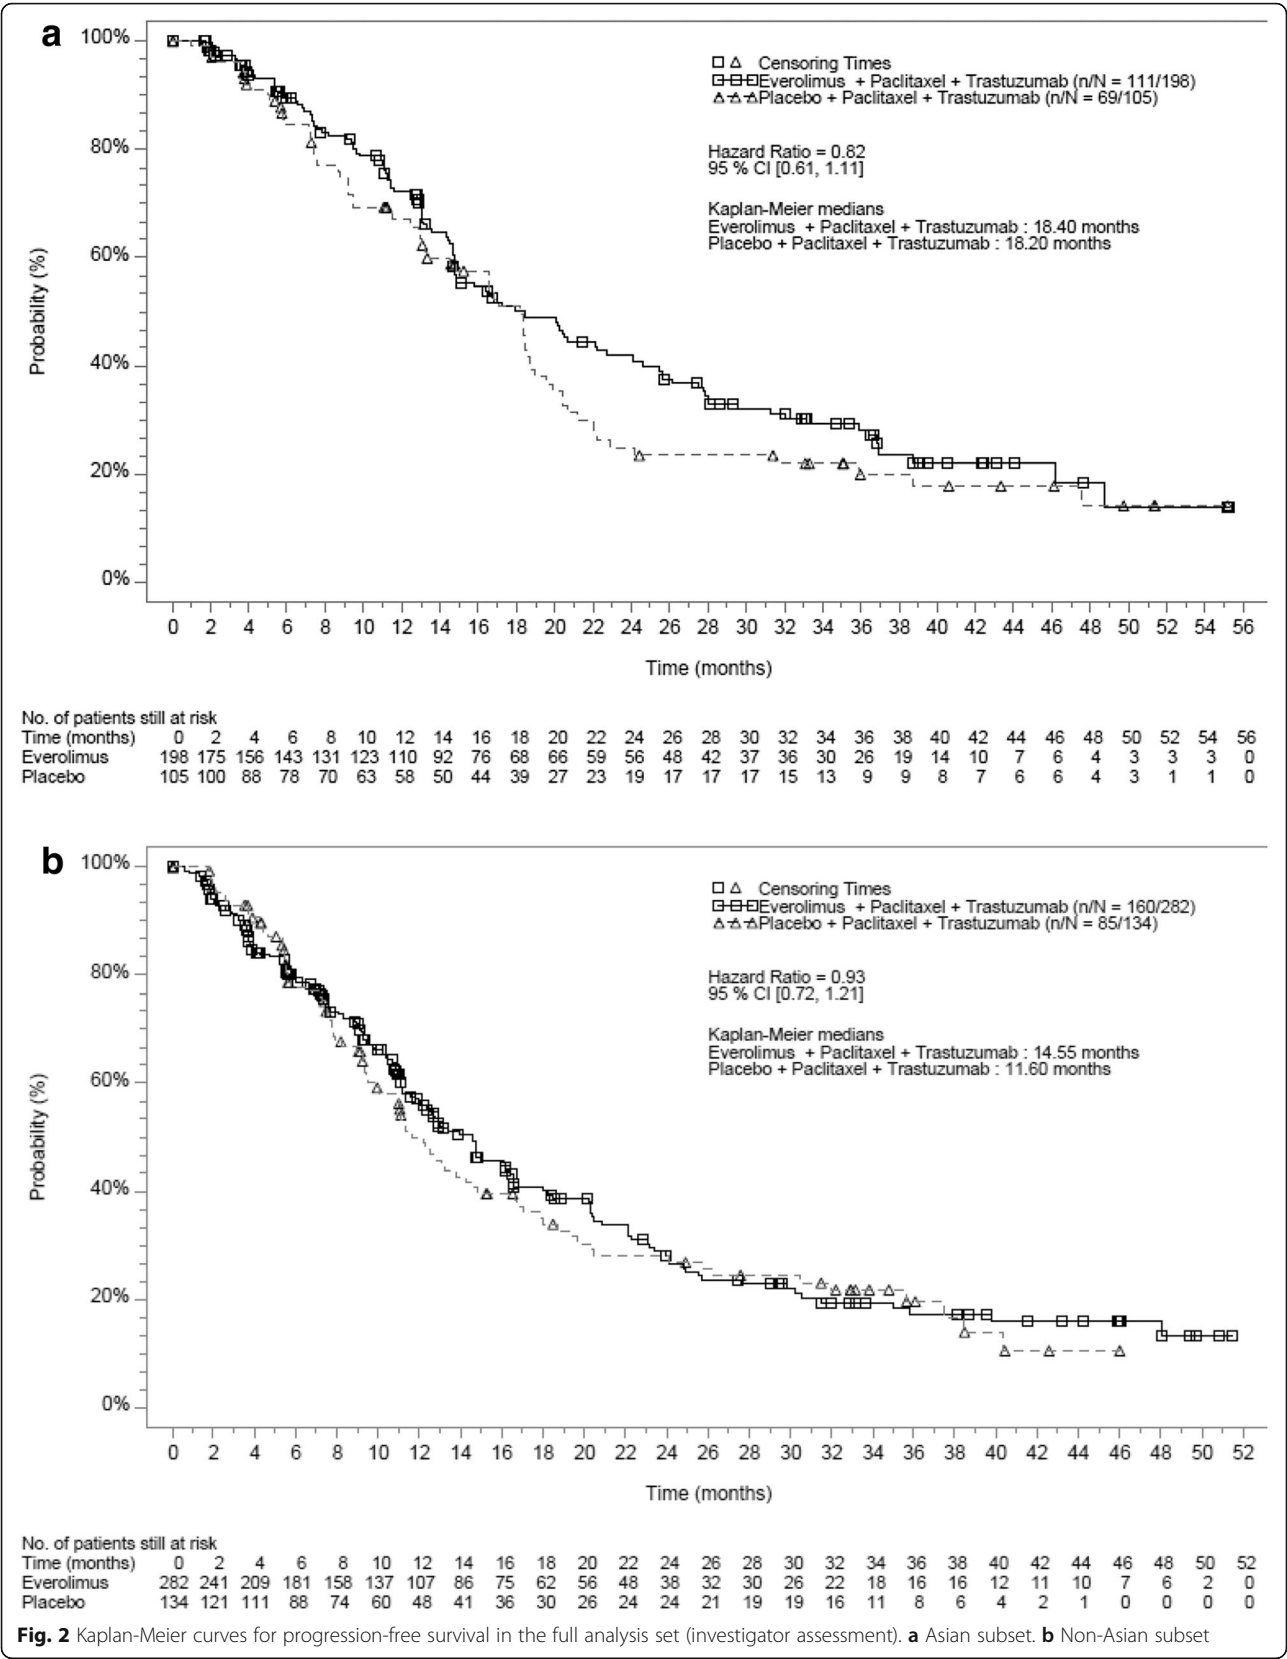 a
100%
80%
60%
40%
20%
0%
Probability (%)
Censoring Times
Everolimus + Paclitaxel + Trastuzumab (n/N = 111/198)
Placebo + Paclitaxel + Trastuzumab (n/N = 69/105)
Hazard Ratio = 0.82
95 % CI [0.61, 1.11]
Kaplan-Meier medians
Everolimus + Paclitaxel + Trastuzumab : 18.40 months
Placebo + Paclitaxel + Trastuzumab : 18.20 months
0 2 4 6 8 10 12 14 16 18 20 22 24 26 28 30 32 34 36 38 40 42 44 46 48 50 52 54 56
Time (months)
No. of patients still at risk
Time (months) 0 2 4 6 8 10 12 14 16 18 20 22 24 26 28 30 32 34 36 38 40 42 44 46 48 50 52 54 56
Everolimus 198 175 156 143 131 123 110 92 76 68 66 59 56 48 42 37 36 30 26 19 14 10 7 6 4 3 3 3 0
Placebo 105 100 88 78 70 63 58 50 44 39 27 23 19 17 17 17 15 13 9 9 8 7 6 6 4 3 1 1 0
b
100%
80%
60%
40%
20%
0%
Probability (%)
Censoring Times
Everolimus + Paclitaxel + Trastuzumab (n/N = 160/282)
Placebo + Paclitaxel + Trastuzumab (n/N = 85/134)
Hazard Ratio = 0.93
95 % CI [0.72, 1.21]
Kaplan-Meier medians
Everolimus + Paclitaxel + Trastuzumab : 14.55 months
Placebo + Paclitaxel + Trastuzumab : 11.60 months
0 2 4 6 8 10 12 14 16 18 20 22 24 26 28 30 32 34 36 38 40 42 44 46 48 50 52
Time (months)
No. of patients still at risk
Time (months) 0 2 4 6 8 10 12 14 16 18 20 22 24 26 28 30 32 34 36 38 40 42 44 46 48 50 52
Everolimus 282 241 209 181 158 137 107 86 75 62 56 48 38 32 30 26 22 18 16 16 12 11 10 7 6 2 0
Placebo 134 121 111 88 74 60 48 41 36 30 26 24 24 21 19 19 16 11 8 6 4 2 1 0 0 0 0
Fig. 2 Kaplan-Meier curves for progression-free survival in the full analysis set (investigator assessment). a Asian subset. b Non-Asian subset